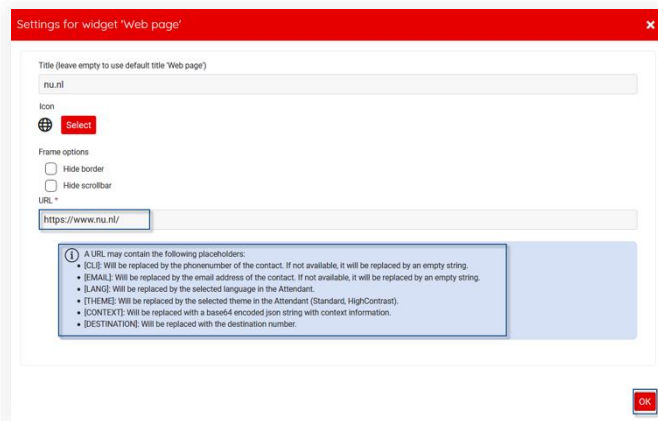 Settings for widget 'Web page'
Title (leave empty to use default title 'Web page')
nu.nl
Icon
Select
Frame options
Hide border
Hide scrollbar
URL *
https://www.nu.nl/
A URL may contain the following placeholders:
• [CLI]: Will be replaced by the phonenumber of the contact. If not available, it will be replaced by an empty string.
• [EMAIL]: Will be replaced by the email address of the contact. If not available, it will be replaced by an empty string.
• [LANG]: Will be replaced by the selected language in the Attendant.
• [THEME]: Will be replaced by the selected theme in the Attendant (Standard, HighContrast).
• [CONTEXT]: Will be replaced with a base64 encoded json string with context information.
• [DESTINATION]: Will be replaced with the destination number.
OK